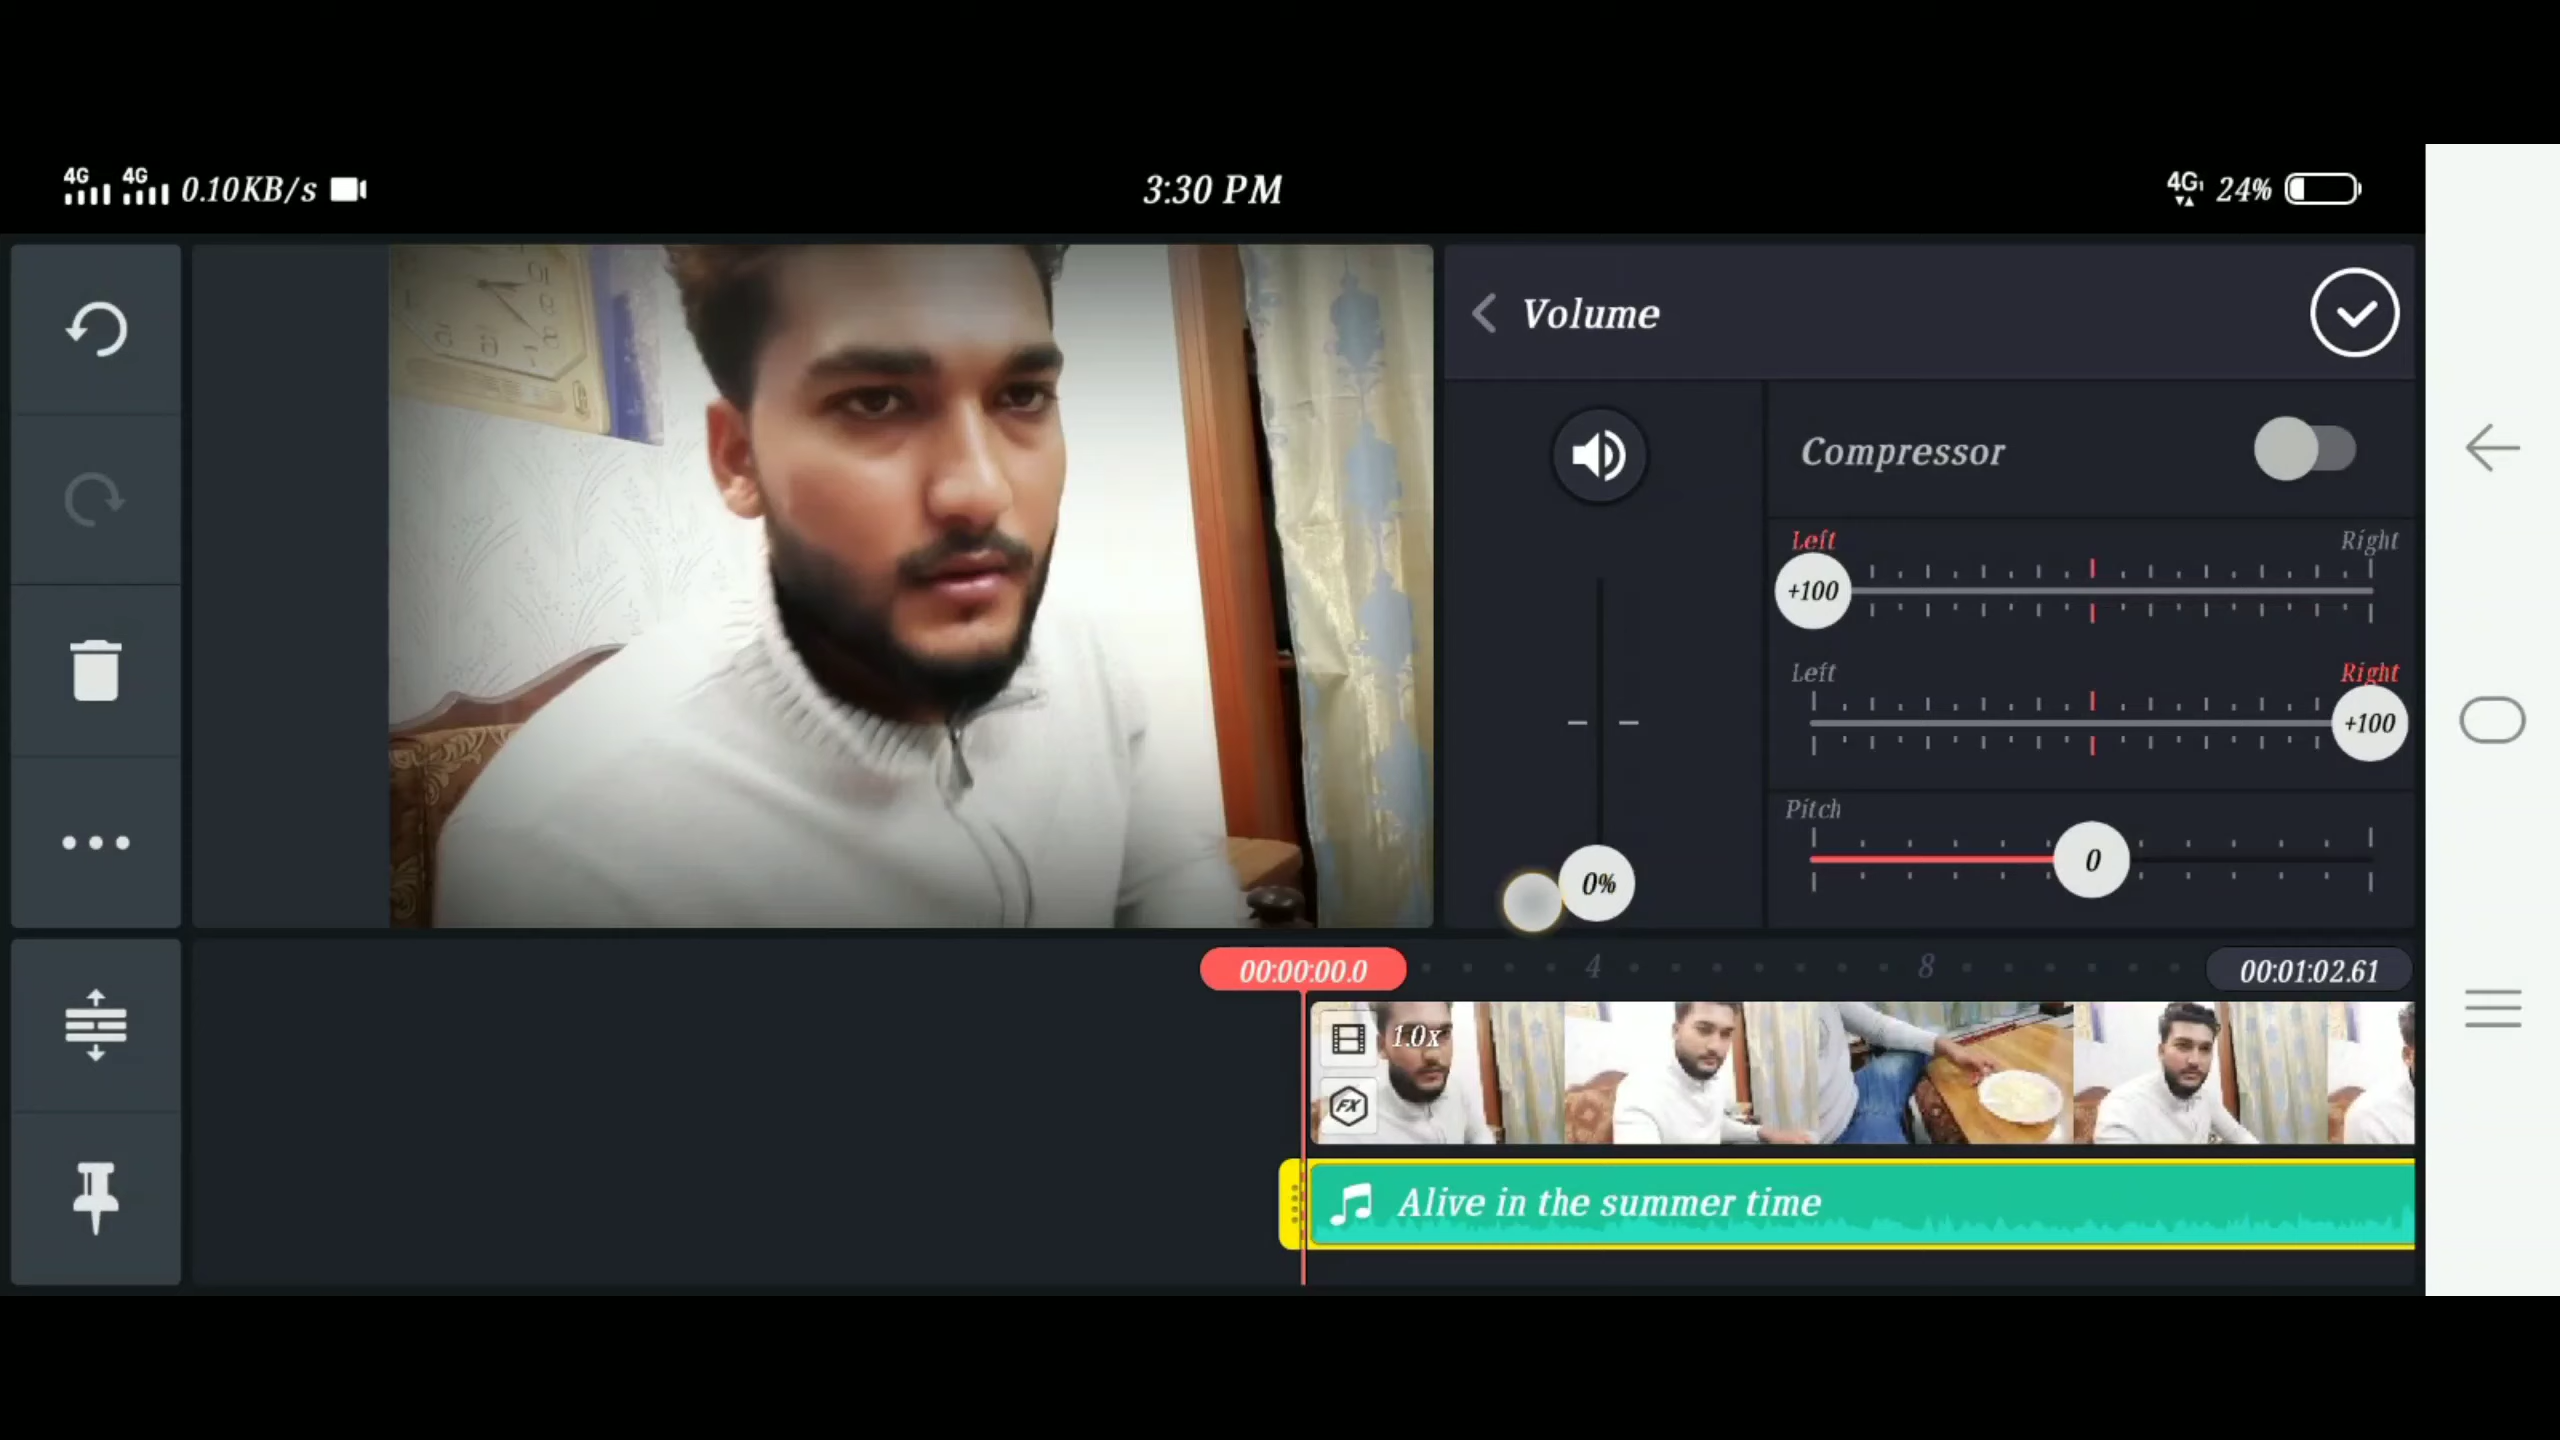 4G 4G 0.10KB/s
3:30 PM
4G 24%
Volume
Compressor
Left Right
+100
Left Right
+100
Pitch
0
0%
00:00:00.0 4 8 00:01:02.61
1.0x
FX
Alive in the summer time